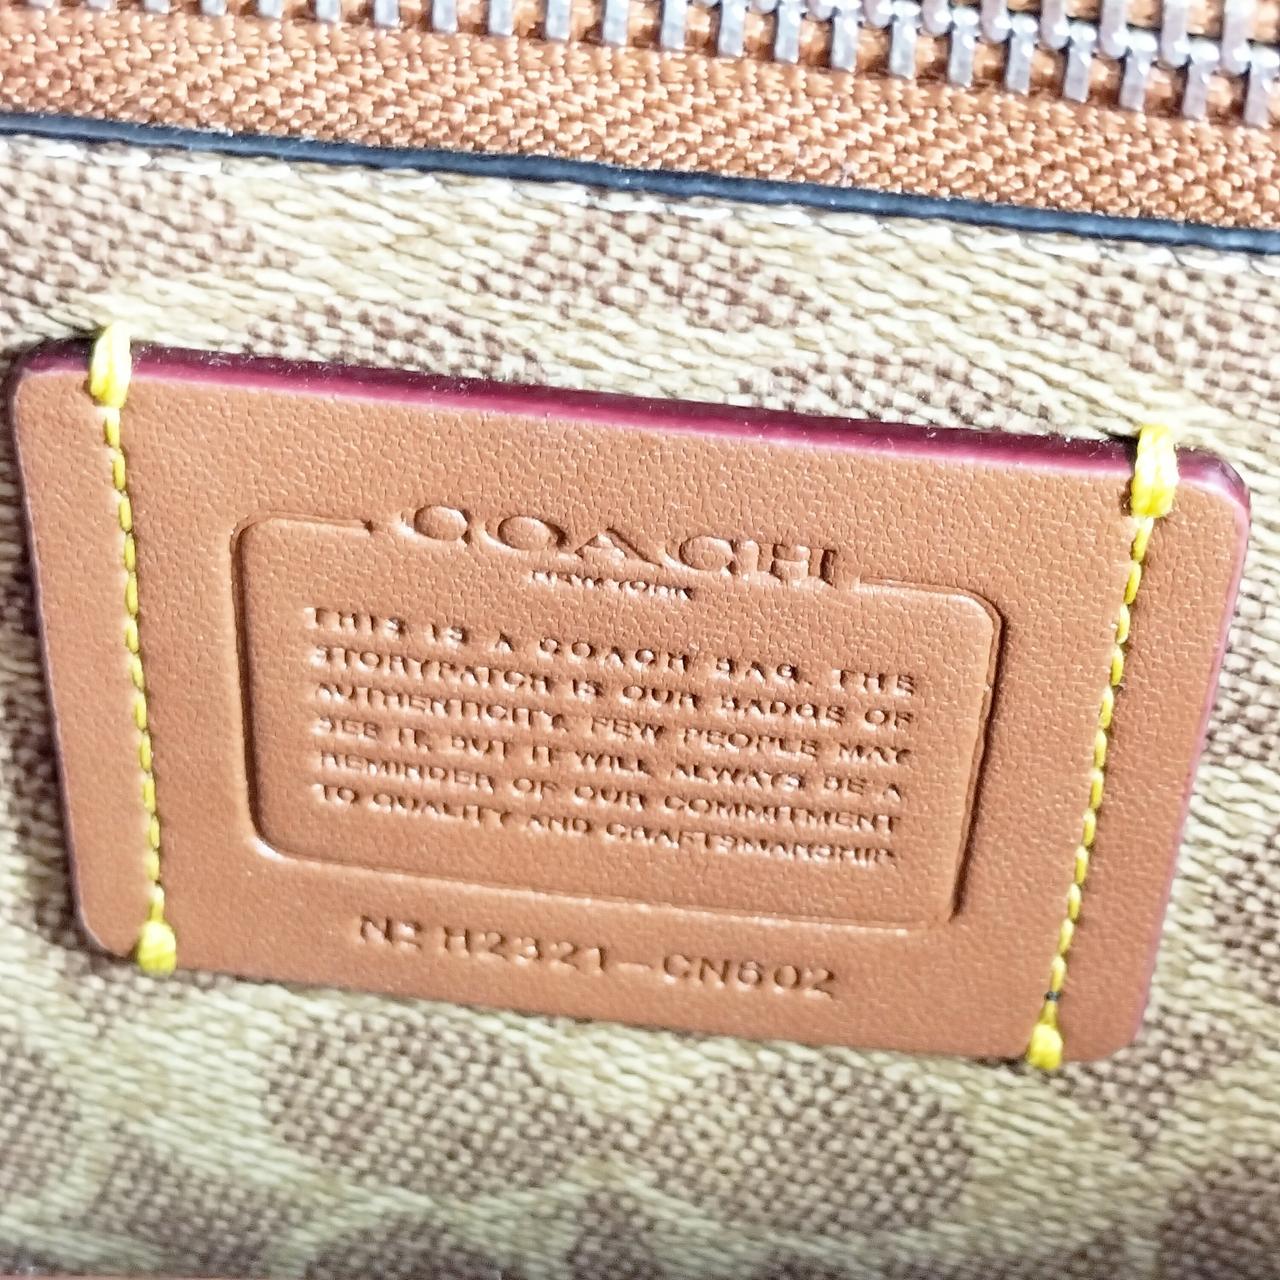 COACH
NEW YORK
THIS IS A COACH BAG. THE
STORYPATCH IS OUR BADGE OF
AUTHENTICITY. FEW PEOPLE MAY
SEE IT, BUT IT WILL ALWAYS BE A
REMINDER OF OUR COMMITMENT
TO QUALITY AND CRAFTSMANSHIP.
Nº H2321-CN602